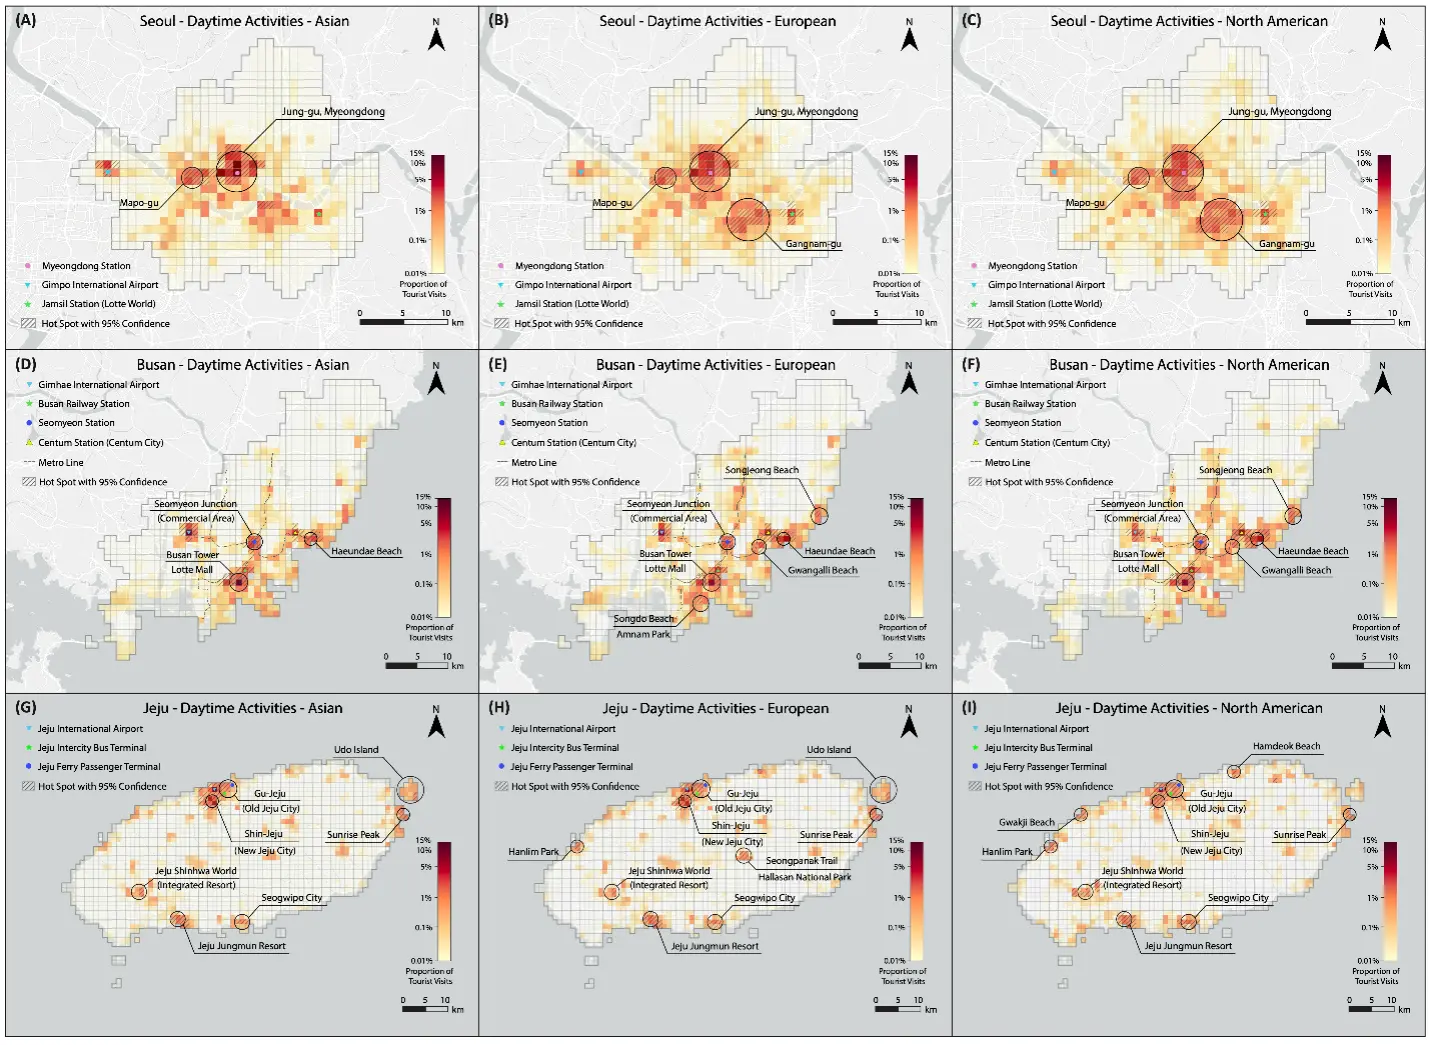 (A) Seoul - Daytime Activities - Asian
N
Jung-gu, Myeongdong
Mapo-gu
15%
10%
5%
1%
0.1%
0.01%
Proportion of
Tourist Visits
Myeongdong Station
Gimpo International Airport
Jamsil Station (Lotte World)
Hot Spot with 95% Confidence
0 5 10
km
(B) Seoul - Daytime Activities - European
N
Jung-gu, Myeongdong
Mapo-gu
Gangnam-gu
15%
10%
5%
1%
0.1%
0.01%
Proportion of
Tourist Visits
Myeongdong Station
Gimpo International Airport
Jamsil Station (Lotte World)
Hot Spot with 95% Confidence
0 5 10
km
(C) Seoul - Daytime Activities - North American
N
Jung-gu, Myeongdong
Mapo-gu
Gangnam-gu
15%
10%
5%
1%
0.1%
0.01%
Proportion of
Tourist Visits
Myeongdong Station
Gimpo International Airport
Jamsil Station (Lotte World)
Hot Spot with 95% Confidence
0 5 10
km
(D) Busan - Daytime Activities - Asian
N
Gimhae International Airport
Busan Railway Station
Seomyeon Station
Centum Station (Centum City)
Metro Line
Hot Spot with 95% Confidence
Seomyeon Junction
(Commercial Area)
Busan Tower
Lotte Mall
Haeundae Beach
15%
10%
5%
1%
0.1%
0.01%
Proportion of
Tourist Visits
0 5 10
km
(E) Busan - Daytime Activities - European
N
Gimhae International Airport
Busan Railway Station
Seomyeon Station
Centum Station (Centum City)
Metro Line
Hot Spot with 95% Confidence
Songjeong Beach
Seomyeon Junction
(Commercial Area)
Busan Tower
Lotte Mall
Haeundae Beach
Gwangalli Beach
Songdo Beach
Amnam Park
15%
10%
5%
1%
0.1%
0.01%
Proportion of
Tourist Visits
0 5 10
km
(F) Busan - Daytime Activities - North American
N
Gimhae International Airport
Busan Railway Station
Seomyeon Station
Centum Station (Centum City)
Metro Line
Hot Spot with 95% Confidence
Songjeong Beach
Seomyeon Junction
(Commercial Area)
Busan Tower
Lotte Mall
Haeundae Beach
Gwangalli Beach
15%
10%
5%
1%
0.1%
0.01%
Proportion of
Tourist Visits
0 5 10
km
(G) Jeju - Daytime Activities - Asian
N
Jeju International Airport
Jeju Intercity Bus Terminal
Jeju Ferry Passenger Terminal
Hot Spot with 95% Confidence
Udo Island
Gu-Jeju
(Old Jeju City)
Shin-Jeju
(New Jeju City)
Sunrise Peak
Jeju Shinhwa World
(Integrated Resort)
Seogwipo City
Jeju Jungmun Resort
15%
10%
5%
1%
0.1%
0.01%
Proportion of
Tourist Visits
0 5 10
km
(H) Jeju - Daytime Activities - European
N
Jeju International Airport
Jeju Intercity Bus Terminal
Jeju Ferry Passenger Terminal
Hot Spot with 95% Confidence
Udo Island
Gu-Jeju
(Old Jeju City)
Shin-Jeju
(New Jeju City)
Sunrise Peak
Hanlim Park
Seongpanak Trail
Hallasan National Park
Jeju Shinhwa World
(Integrated Resort)
Seogwipo City
Jeju Jungmun Resort
15%
10%
5%
1%
0.1%
0.01%
Proportion of
Tourist Visits
0 5 10
km
(I) Jeju - Daytime Activities - North American
N
Jeju International Airport
Jeju Intercity Bus Terminal
Jeju Ferry Passenger Terminal
Hot Spot with 95% Confidence
Hamdeok Beach
Gu-Jeju
(Old Jeju City)
Gwakji Beach
Shin-Jeju
(New Jeju City)
Sunrise Peak
Hanlim Park
Jeju Shinhwa World
(Integrated Resort)
Seogwipo City
Jeju Jungmun Resort
15%
10%
5%
1%
0.1%
0.01%
Proportion of
Tourist Visits
0 5 10
km